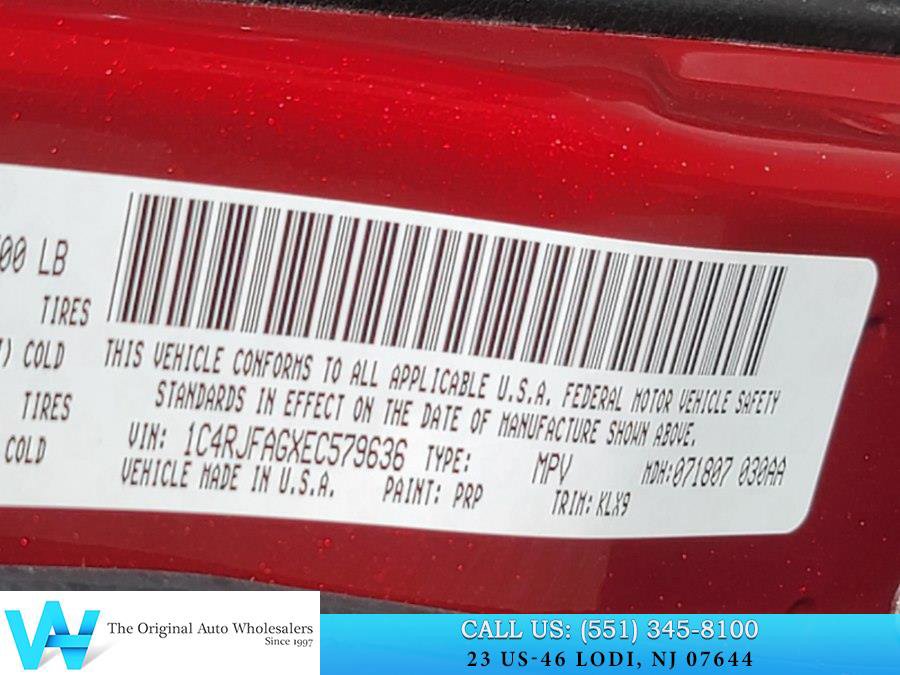 00 LB
TIRES
COLD
TIRES
COLD
THIS VEHICLE CONFORMS TO ALL APPLICABLE U.S.A. FEDERAL MOTOR VEHICLE SAFETY
STANDARDS IN EFFECT ON THE DATE OF MANUFACTURE SHOWN ABOVE.
VIN: 1C4RJFAGXEC579636 TYPE: MPV MDH:071807 030AA
VEHICLE MADE IN U.S.A. PAINT: PRP TRIM: KLX9
The Original Auto Wholesalers
Since 1997
CALL US: (551) 345-8100
23 US-46 LODI, NJ 07644